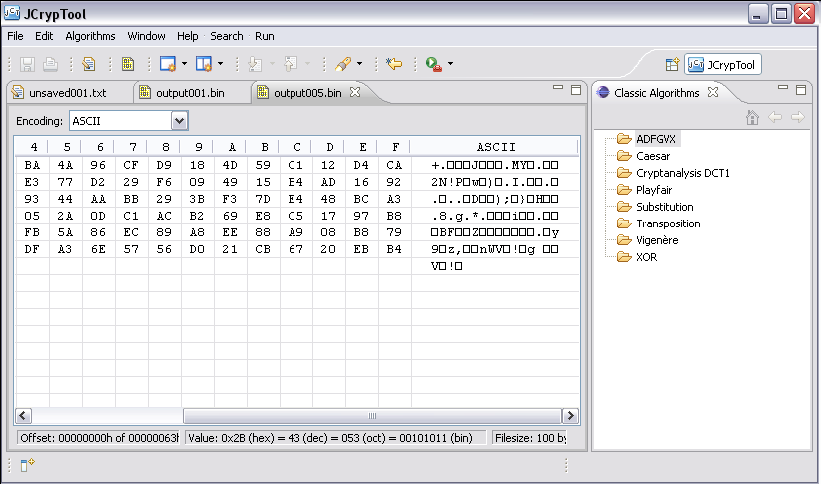 JCrypTool
File Edit Algorithms Window Help Search Run
JCrypTool
unsaved001.txt output001.bin output005.bin
Encoding: ASCII
4 5 6 7 8 9 A B C D E F ASCII
BA 4A 96 CF D9 18 4D 59 C1 12 D4 CA +.□□□J□□□.MY□.□□
E3 77 D2 29 F6 09 49 15 E4 AD 16 92 2N!P□w□)□.I.□□.□
93 44 AA BB 29 3B F3 7D E4 48 BC A3 .□..□D□□);□}□H□□
05 2A 0D C1 AC B2 69 E8 C5 17 97 B8 .8.g.*.□□□i□□.□□
FB 5A 86 EC 89 A8 EE 88 A9 08 B8 79 □BF□□Z□□□□□□□.□y
DF A3 6E 57 56 D0 21 CB 67 20 EB B4 9□z,□□nWV□!□g □□
V□!□
Offset: 00000000h of 00000063h Value: 0x2B (hex) = 43 (dec) = 053 (oct) = 00101011 (bin) Filesize: 100 by
Classic Algorithms
ADFGVX
Caesar
Cryptanalysis DCT1
Playfair
Substitution
Transposition
Vigenère
XOR